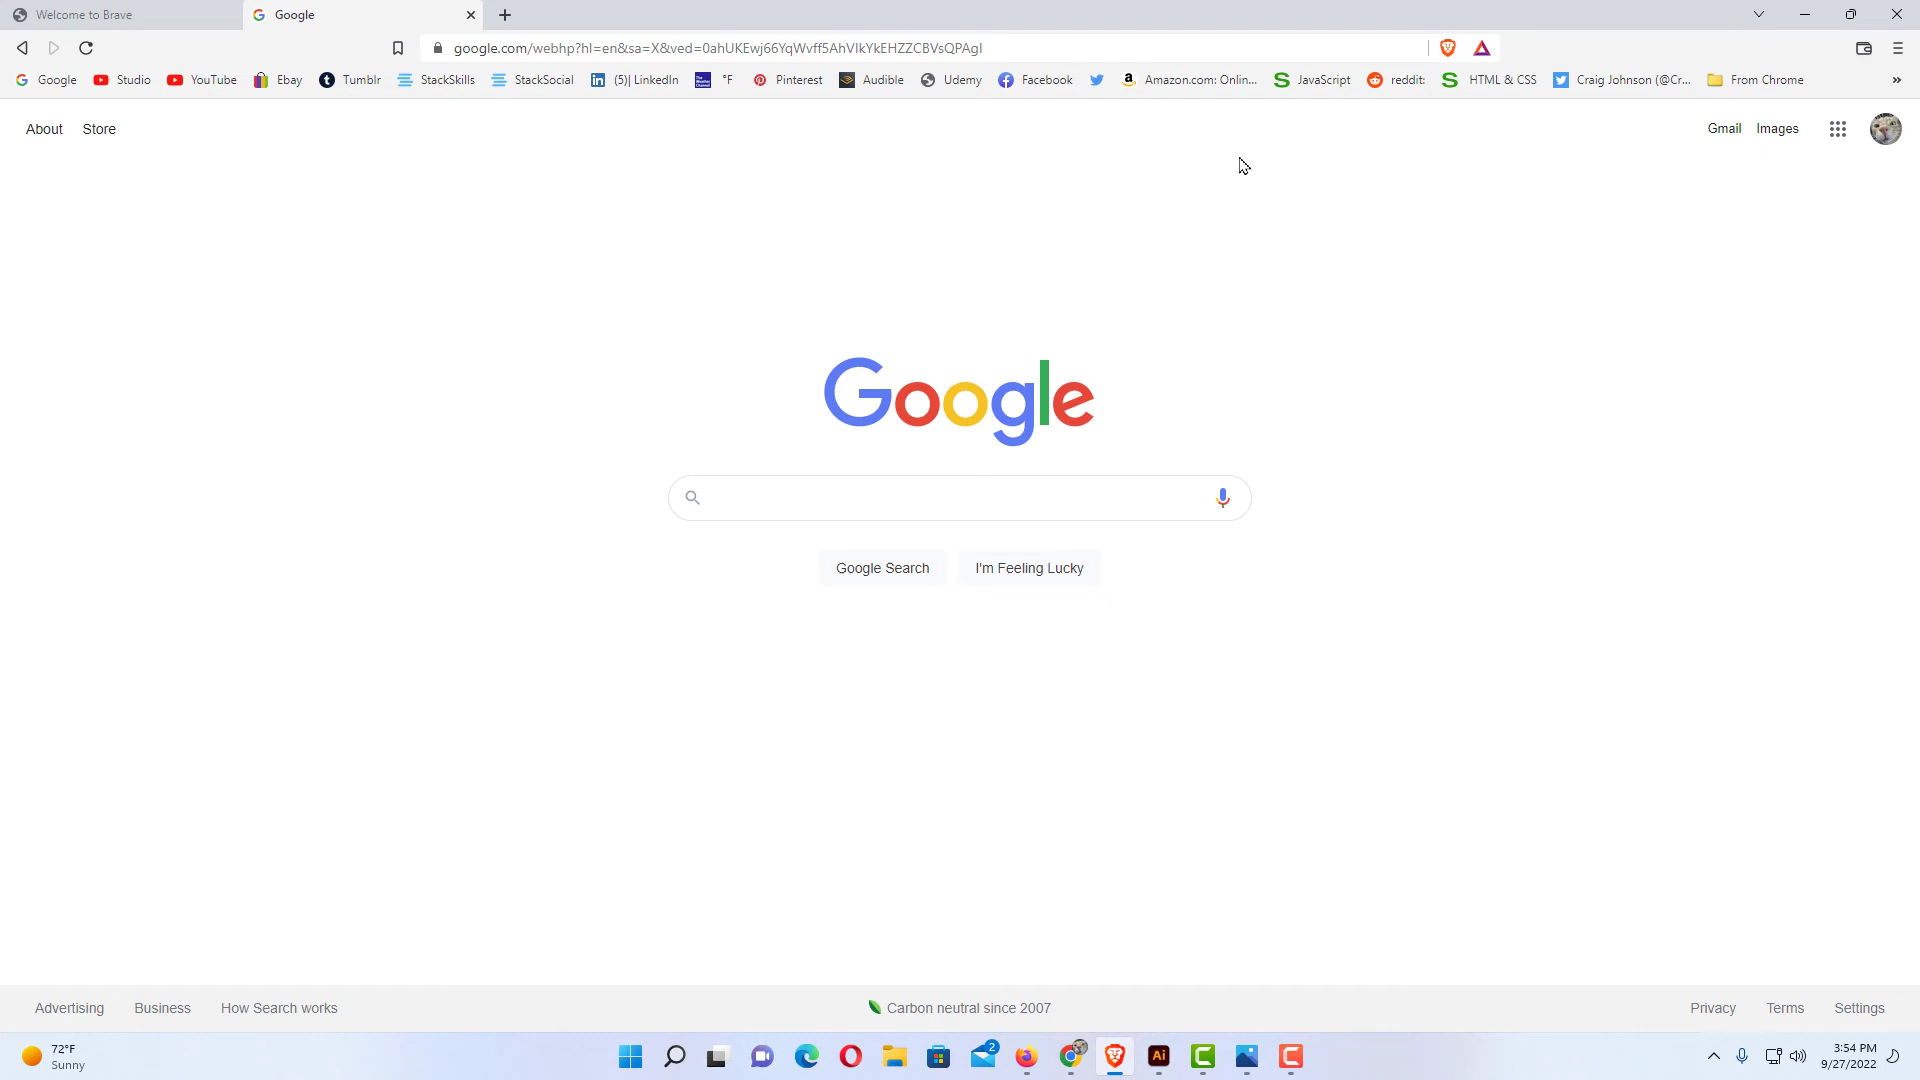 Welcome to Brave
Google
google.com/webhp?hl=en&sa=X&ved=0ahUKEwj66YqWvff5AhVIkYkEHZZCBVsQPAgI
Google Studio YouTube Ebay Tumblr StackSkills StackSocial (5)| LinkedIn °F Pinterest Audible Udemy Facebook Amazon.com: Onlin... JavaScript reddit: HTML & CSS Craig Johnson (@Cr... From Chrome
About Store Gmail Images
Google
Google Search I'm Feeling Lucky
Advertising Business How Search works Carbon neutral since 2007 Privacy Terms Settings
72°F
Sunny
2
Ai
3:54 PM
9/27/2022